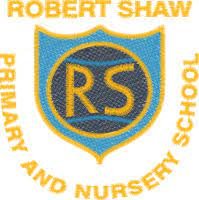 ROBERT SHAW
RS
PRIMARY AND NURSERY SCHOOL